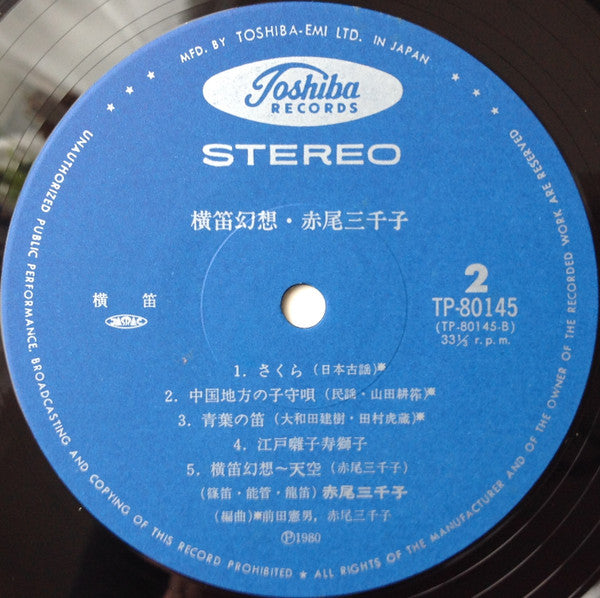 MFD. BY TOSHIBA-EMI LTD. IN JAPAN
Toshiba
RECORDS
STEREO
横笛幻想・赤尾三千子
横笛
2
TP-80145
(TP-80145-B)
33⅓ r.p.m.
1. さくら(日本古謡)※
2. 中国地方の子守唄(民謡・山田耕筰)※
3. 青葉の笛(大和田建樹・田村虎蔵)※
4. 江戸囃子寿獅子
5. 横笛幻想〜天空(赤尾三千子)
(篠笛・能管・龍笛)赤尾三千子
(編曲)※前田憲男, 赤尾三千子
Ⓟ1980
UNAUTHORIZED PUBLIC PERFORMANCE, BROADCASTING AND COPYING OF THIS RECORD PROHIBITED ★ ALL RIGHTS OF THE MANUFACTURER AND OF THE OWNER OF THE RECORDED WORK ARE RESERVED